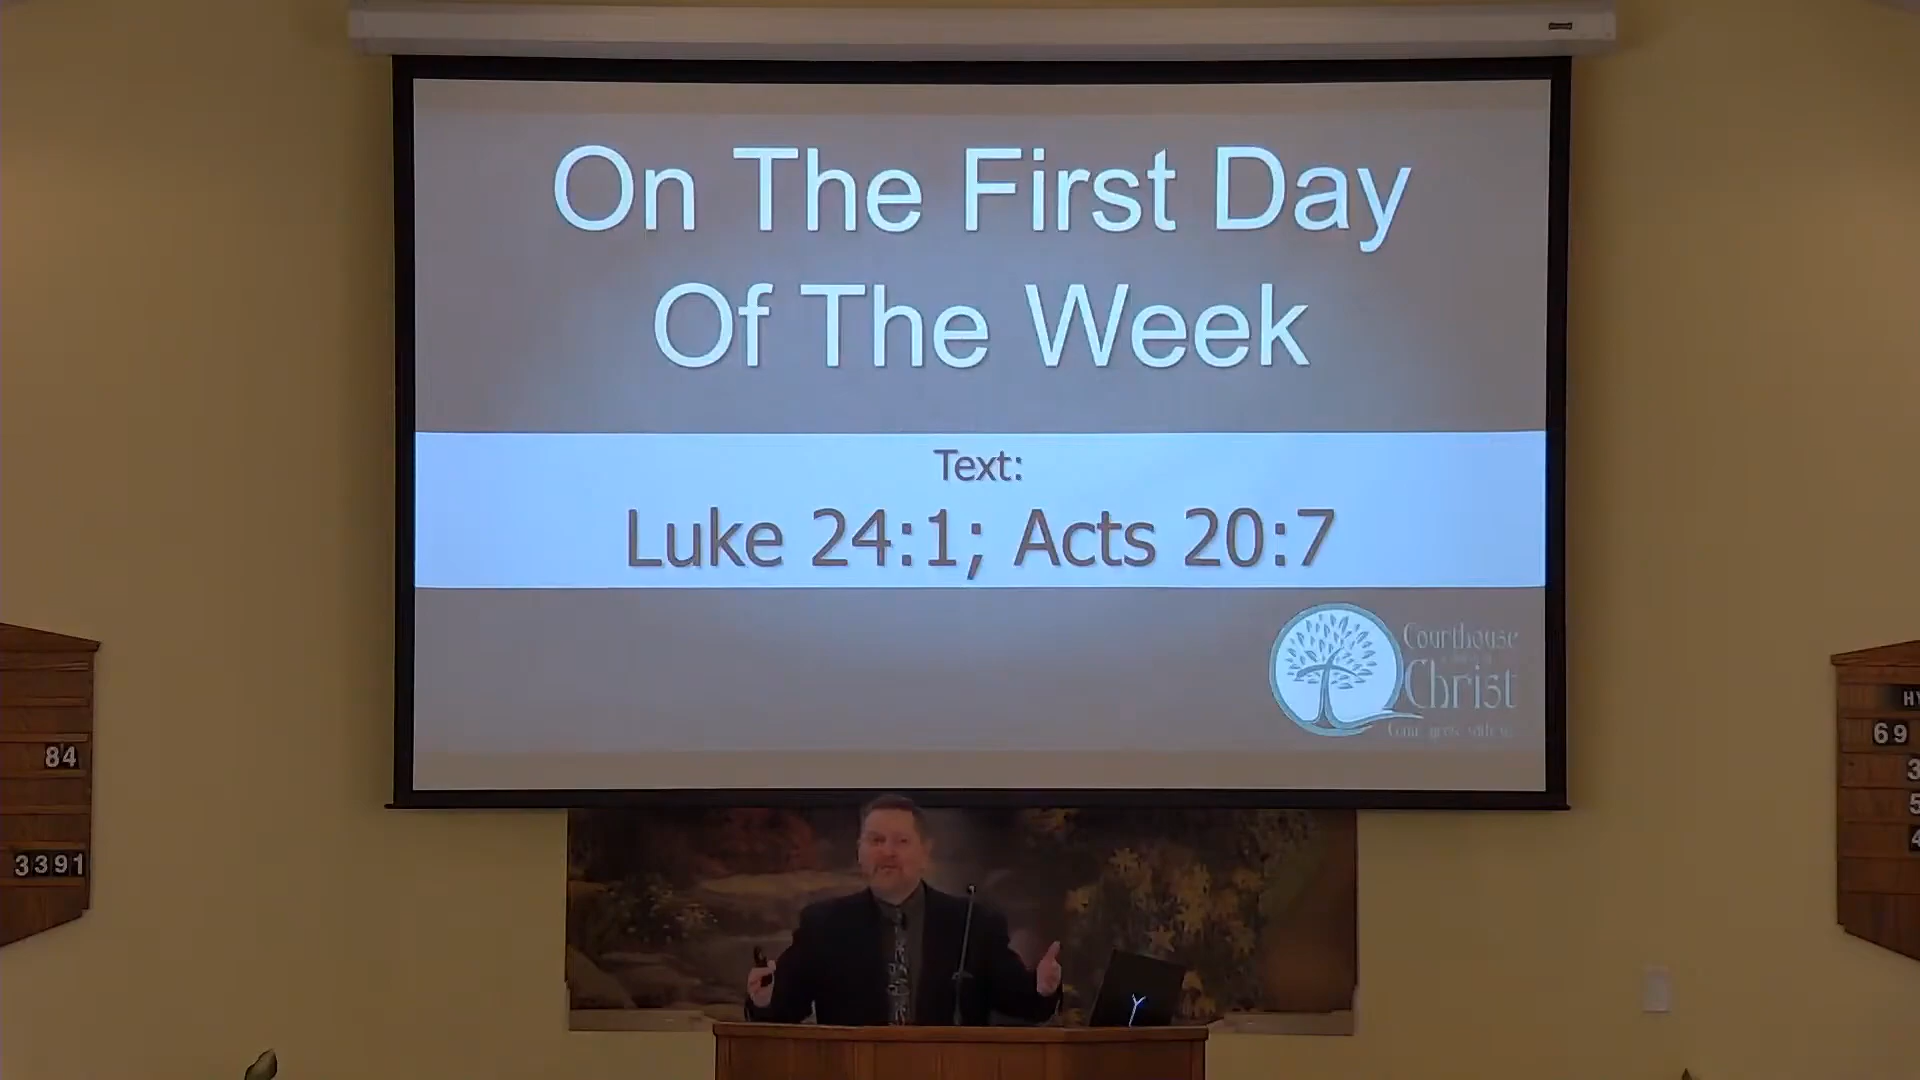 On The First Day
Of The Week
Text:
Luke 24:1; Acts 20:7
Courthouse
Christ
84
3391
69